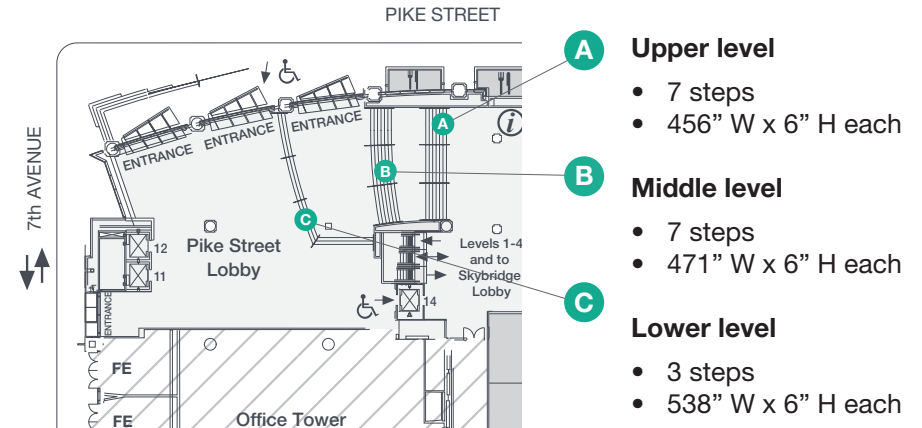 PIKE STREET
7th AVENUE
ENTRANCE
ENTRANCE
ENTRANCE
A
B
C
i
12
11
Pike Street
Lobby
Levels 1-4
and to
Skybridge
Lobby
14
ENTRANCE
FE
FE
Office Tower
A
Upper level
• 7 steps
• 456” W x 6” H each
B
Middle level
• 7 steps
• 471” W x 6” H each
C
Lower level
• 3 steps
• 538” W x 6” H each